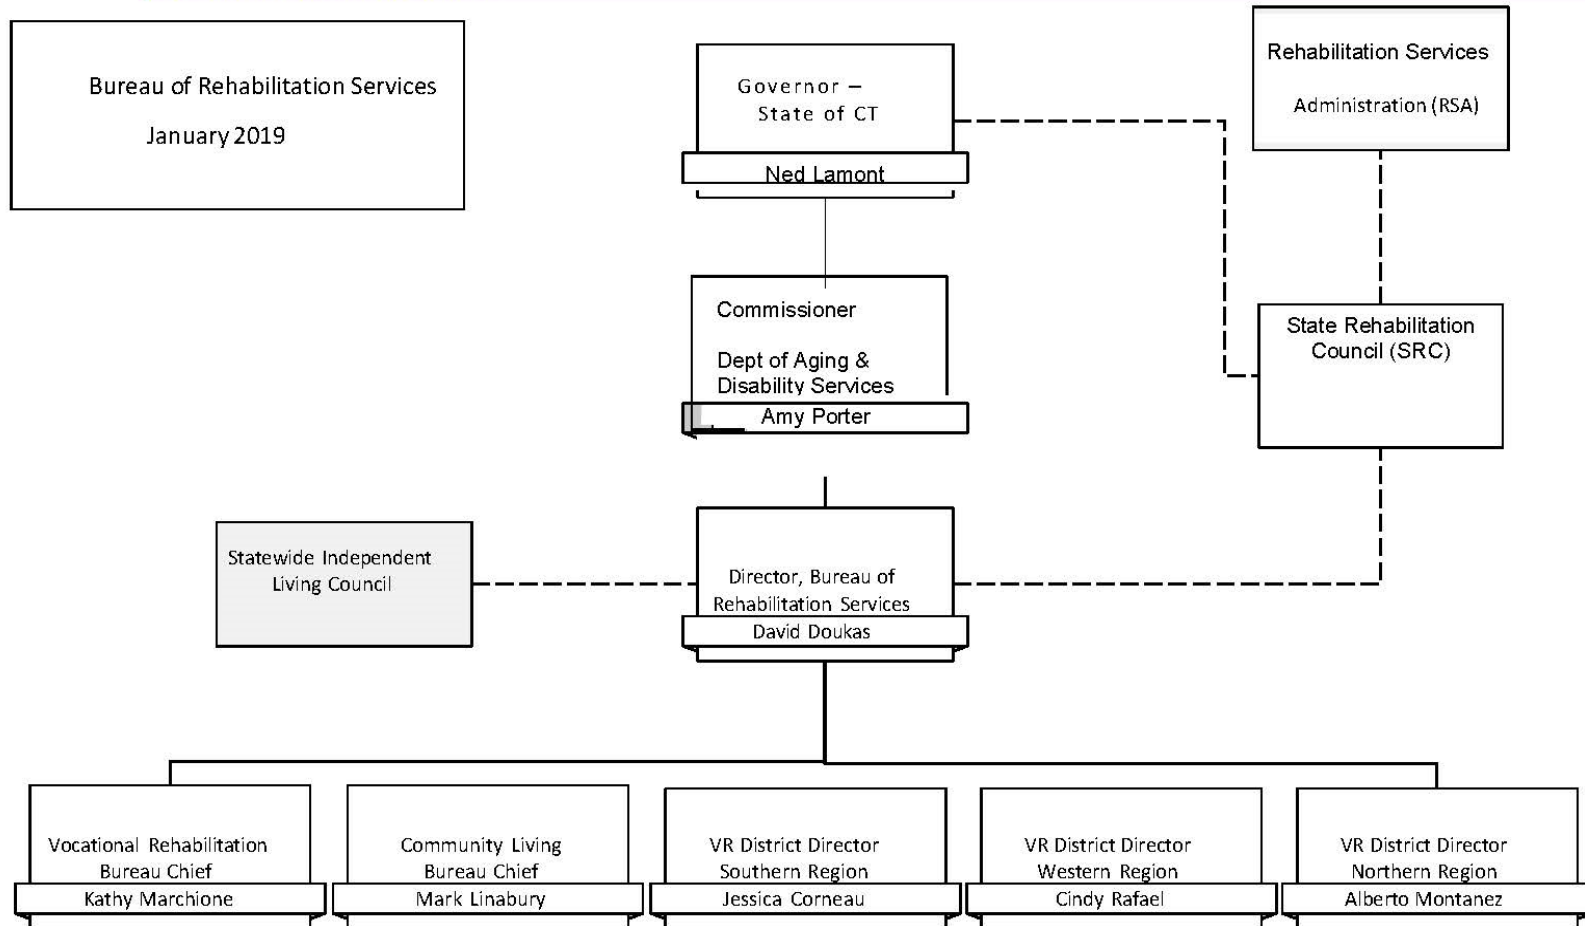 Bureau of Rehabilitation Services
January 2019
Governor –
State of CT
Ned Lamont
Rehabilitation Services
Administration (RSA)
Commissioner
Dept of Aging &
Disability Services
Amy Porter
State Rehabilitation
Council (SRC)
Statewide Independent
Living Council
Director, Bureau of
Rehabilitation Services
David Doukas
Vocational Rehabilitation
Bureau Chief
Kathy Marchione
Community Living
Bureau Chief
Mark Linabury
VR District Director
Southern Region
Jessica Corneau
VR District Director
Western Region
Cindy Rafael
VR District Director
Northern Region
Alberto Montanez